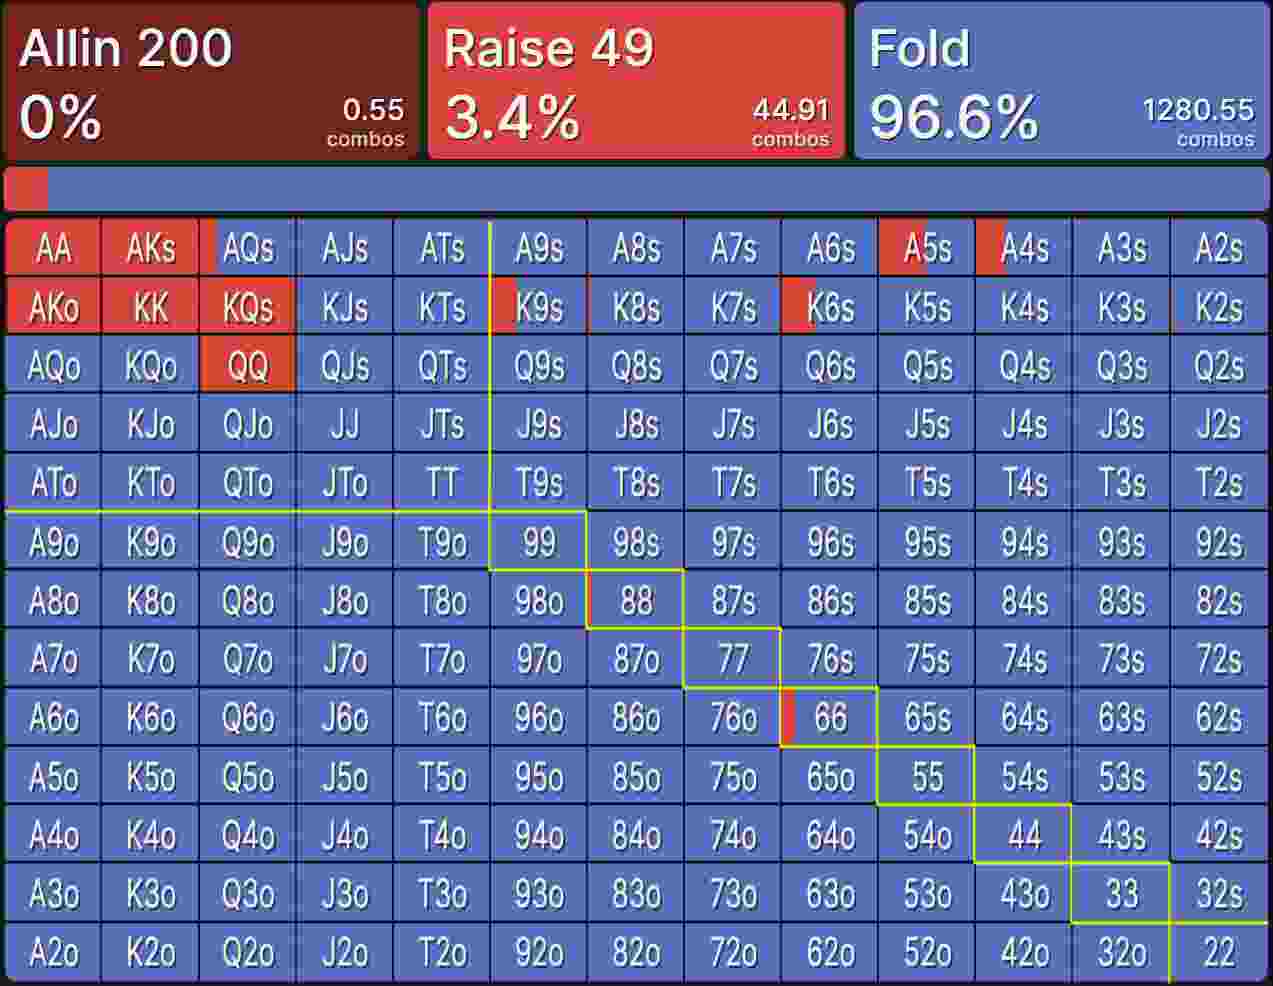 Allin 200 Raise 49 Fold
0% 0.55 combos 3.4% 44.91 combos 96.6% 1280.55 combos
AA AKs AQs AJs ATs A9s A8s A7s A6s A5s A4s A3s A2s
AKo KK KQs KJs KTs K9s K8s K7s K6s K5s K4s K3s K2s
AQo KQo QQ QJs QTs Q9s Q8s Q7s Q6s Q5s Q4s Q3s Q2s
AJo KJo QJo JJ JTs J9s J8s J7s J6s J5s J4s J3s J2s
ATo KTo QTo JTo TT T9s T8s T7s T6s T5s T4s T3s T2s
A9o K9o Q9o J9o T9o 99 98s 97s 96s 95s 94s 93s 92s
A8o K8o Q8o J8o T8o 98o 88 87s 86s 85s 84s 83s 82s
A7o K7o Q7o J7o T7o 97o 87o 77 76s 75s 74s 73s 72s
A6o K6o Q6o J6o T6o 96o 86o 76o 66 65s 64s 63s 62s
A5o K5o Q5o J5o T5o 95o 85o 75o 65o 55 54s 53s 52s
A4o K4o Q4o J4o T4o 94o 84o 74o 64o 54o 44 43s 42s
A3o K3o Q3o J3o T3o 93o 83o 73o 63o 53o 43o 33 32s
A2o K2o Q2o J2o T2o 92o 82o 72o 62o 52o 42o 32o 22